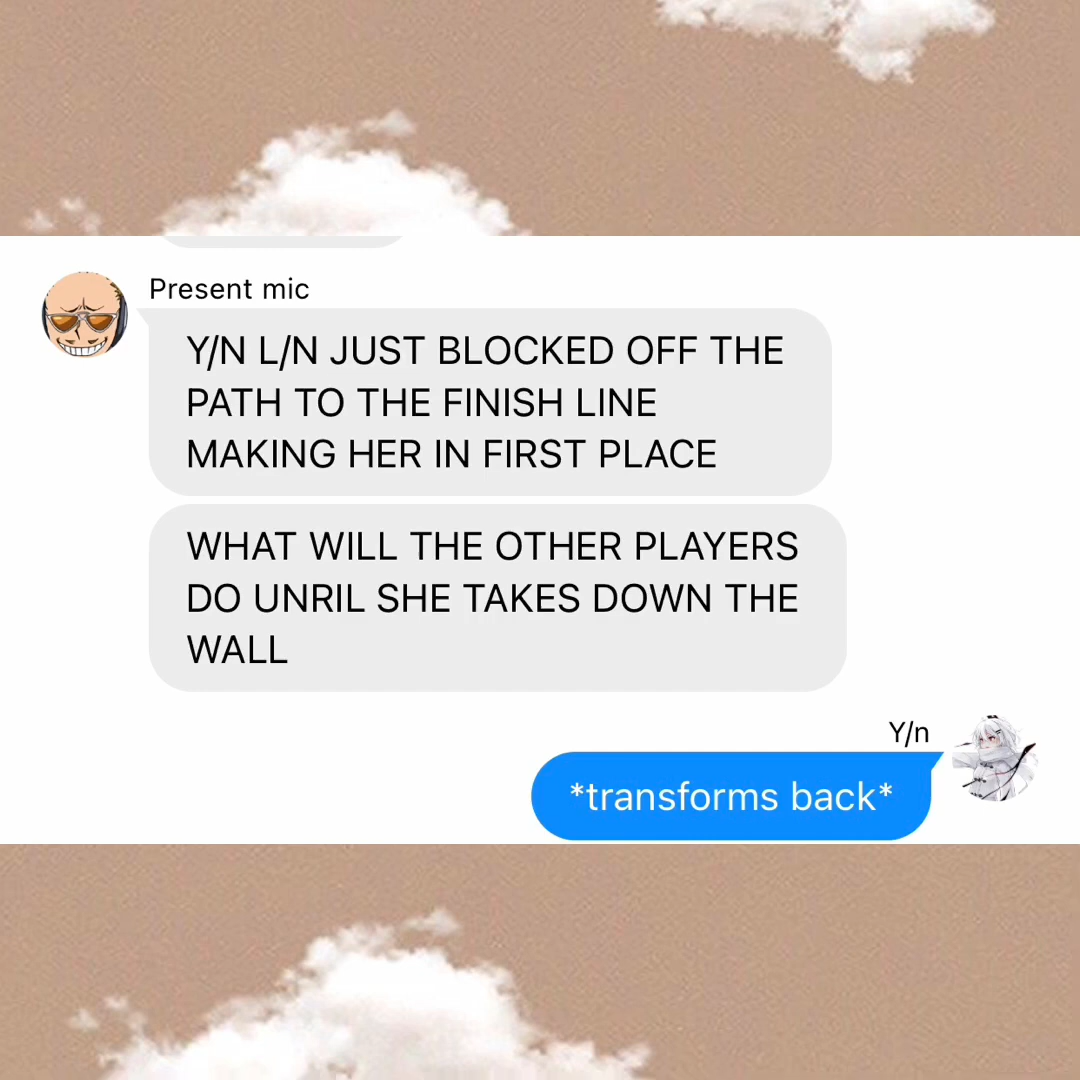 Present mic
Y/N L/N JUST BLOCKED OFF THE
PATH TO THE FINISH LINE
MAKING HER IN FIRST PLACE
WHAT WILL THE OTHER PLAYERS
DO UNRIL SHE TAKES DOWN THE
WALL
Y/n
*transforms back*